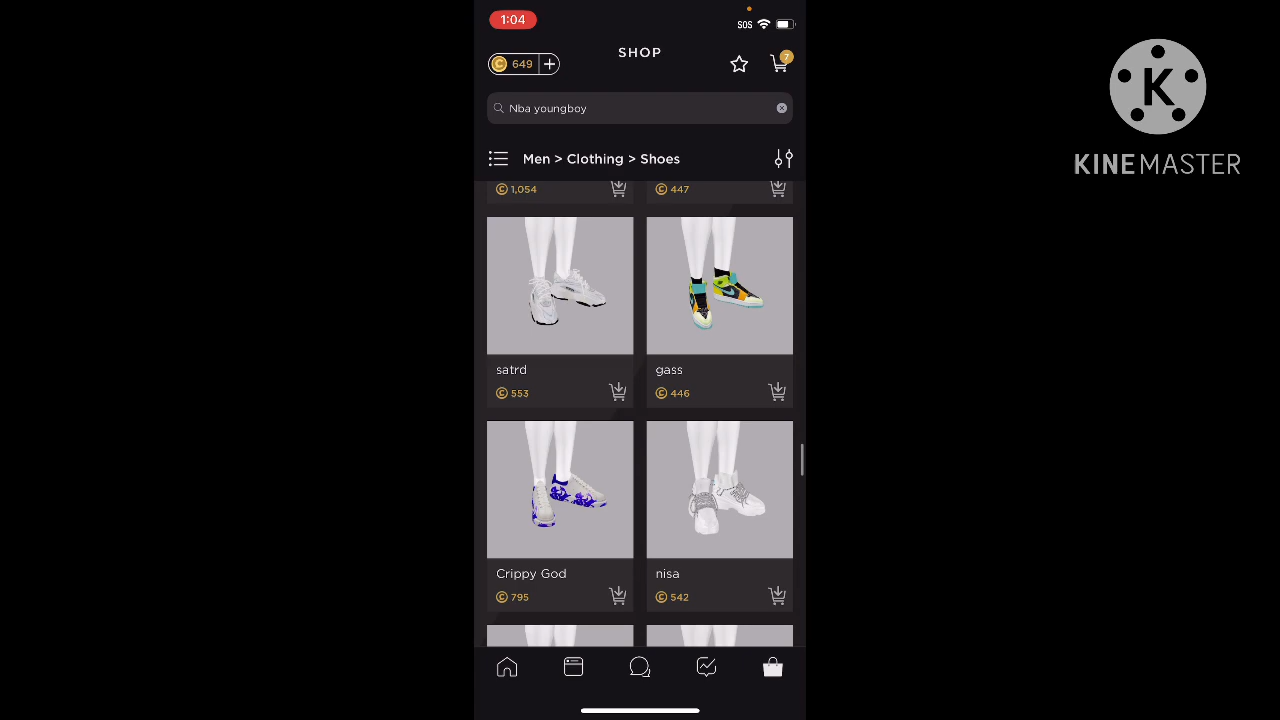 1:04
SOS
649
SHOP
7
Nba youngboy
Men > Clothing > Shoes
1,054
447
satrd
gass
553
446
Crippy God
nisa
795
542
K
KINEMASTER